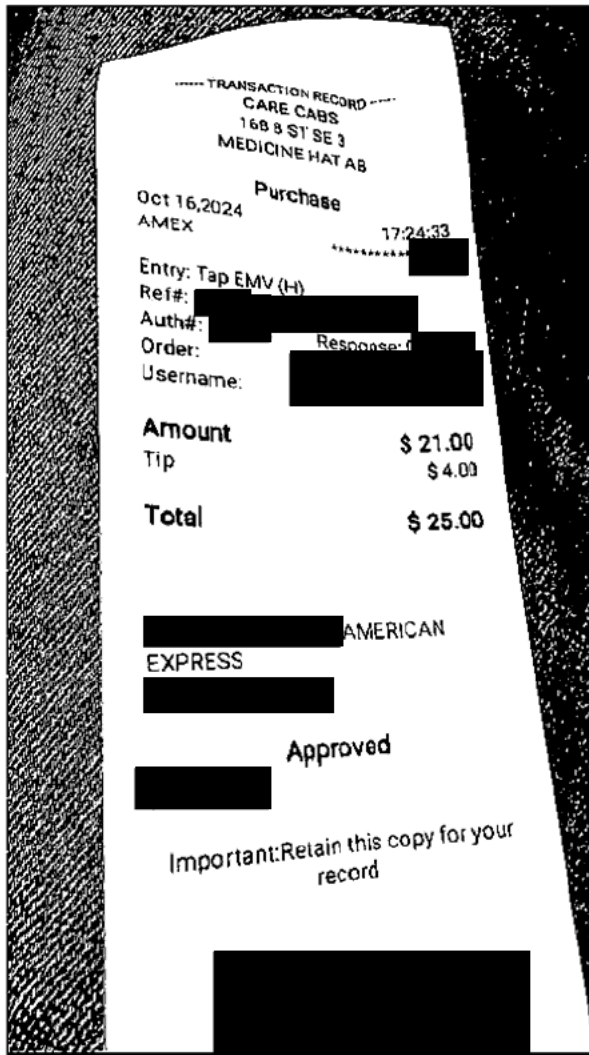 ----- TRANSACTION RECORD -----
CARE CABS
168 8 ST SE 3
MEDICINE HAT AB
Purchase
Oct 16,2024 17:24:33
AMEX **********
Entry: Tap EMV (H)
Ref#:
Auth#:
Response:
Order:
Username:
Amount $ 21.00
Tip $ 4.00
Total $ 25.00
AMERICAN
EXPRESS
Approved
Important:Retain this copy for your
record